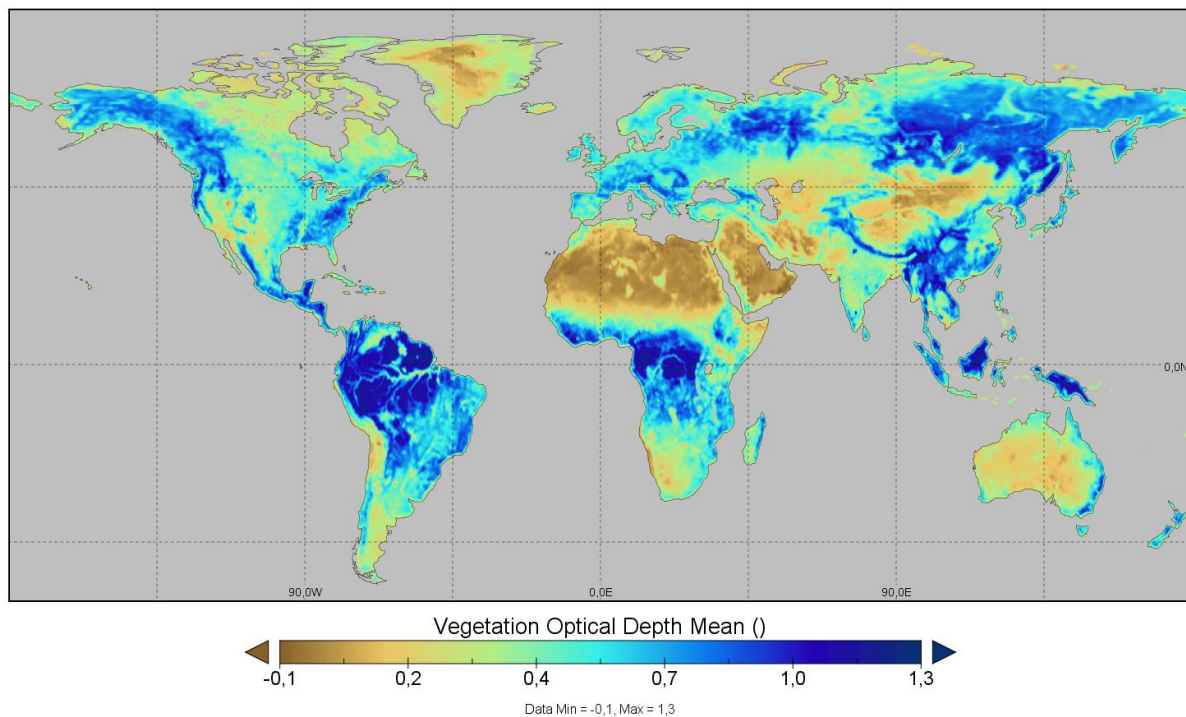 0,0N
90,0W 0,0E 90,0E
Vegetation Optical Depth Mean ()
-0,1 0,2 0,4 0,7 1,0 1,3
Data Min = -0,1, Max = 1,3